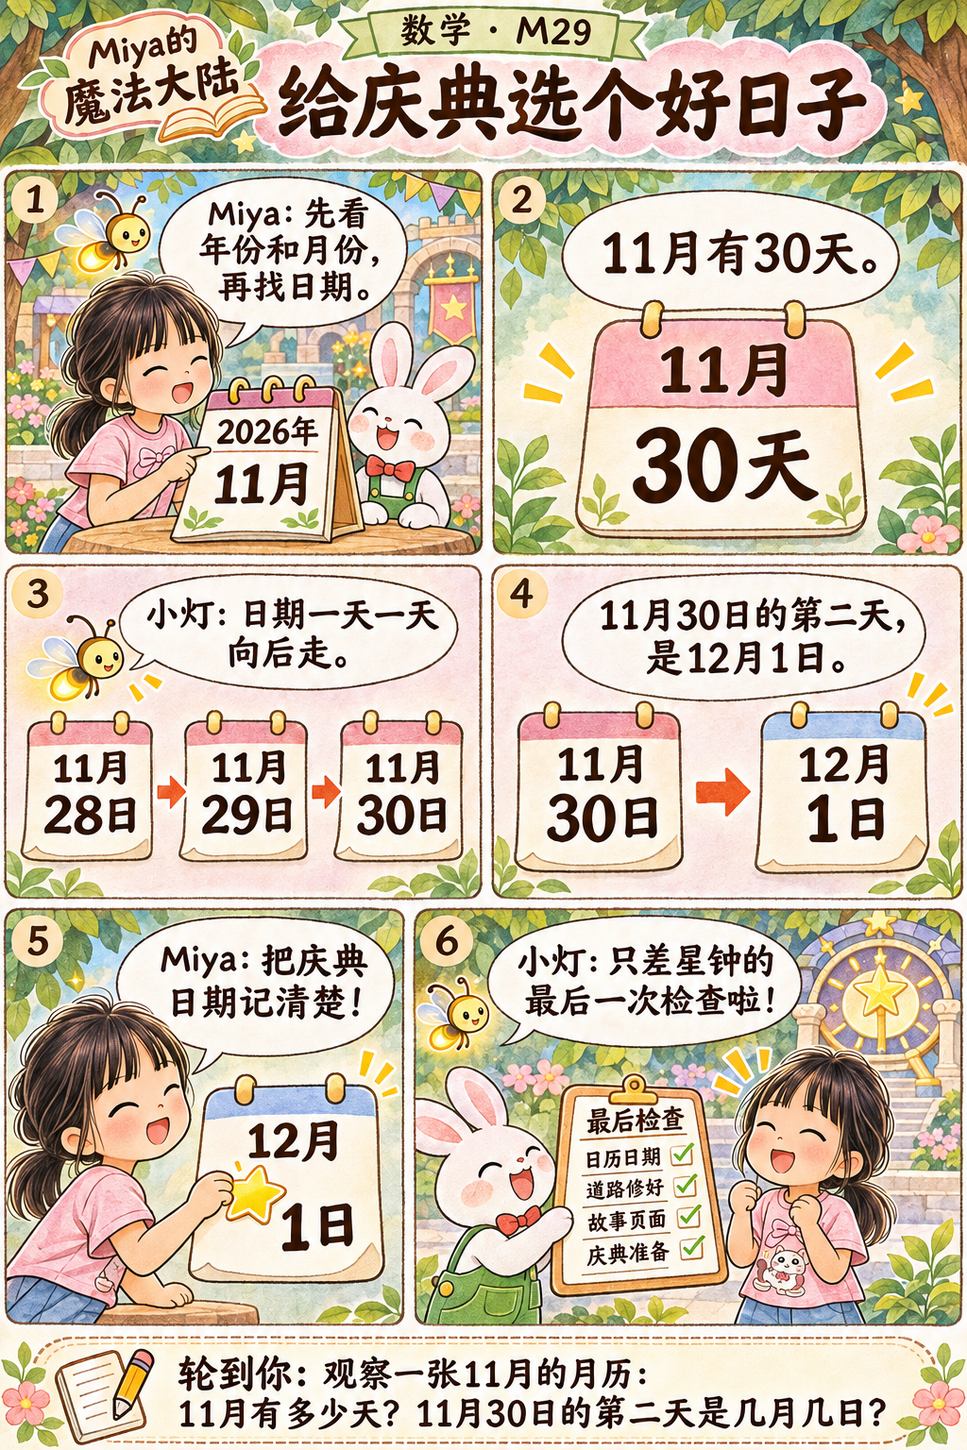 Miya的
魔法大陆
数学·M29
给庆典选个好日子
1
Miya：先看
年份和月份，
再找日期。
2026年
11月
2
11月有30天。
11月
30天
3
小灯：日期一天一天
向后走。
11月
28日
11月
29日
11月
30日
4
11月30日的第二天，
是12月1日。
11月
30日
12月
1日
5
Miya：把庆典
日期记清楚！
12月
1日
6
小灯：只差星钟的
最后一次检查啦！
最后检查
日历日期
道路修好
故事页面
庆典准备
轮到你：观察一张11月的月历：
11月有多少天？11月30日的第二天是几月几日？